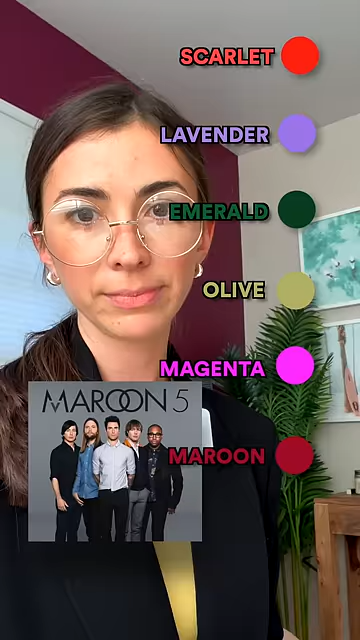 SCARLET
LAVENDER
EMERALD
OLIVE
MAGENTA
MAROON 5
MAROON